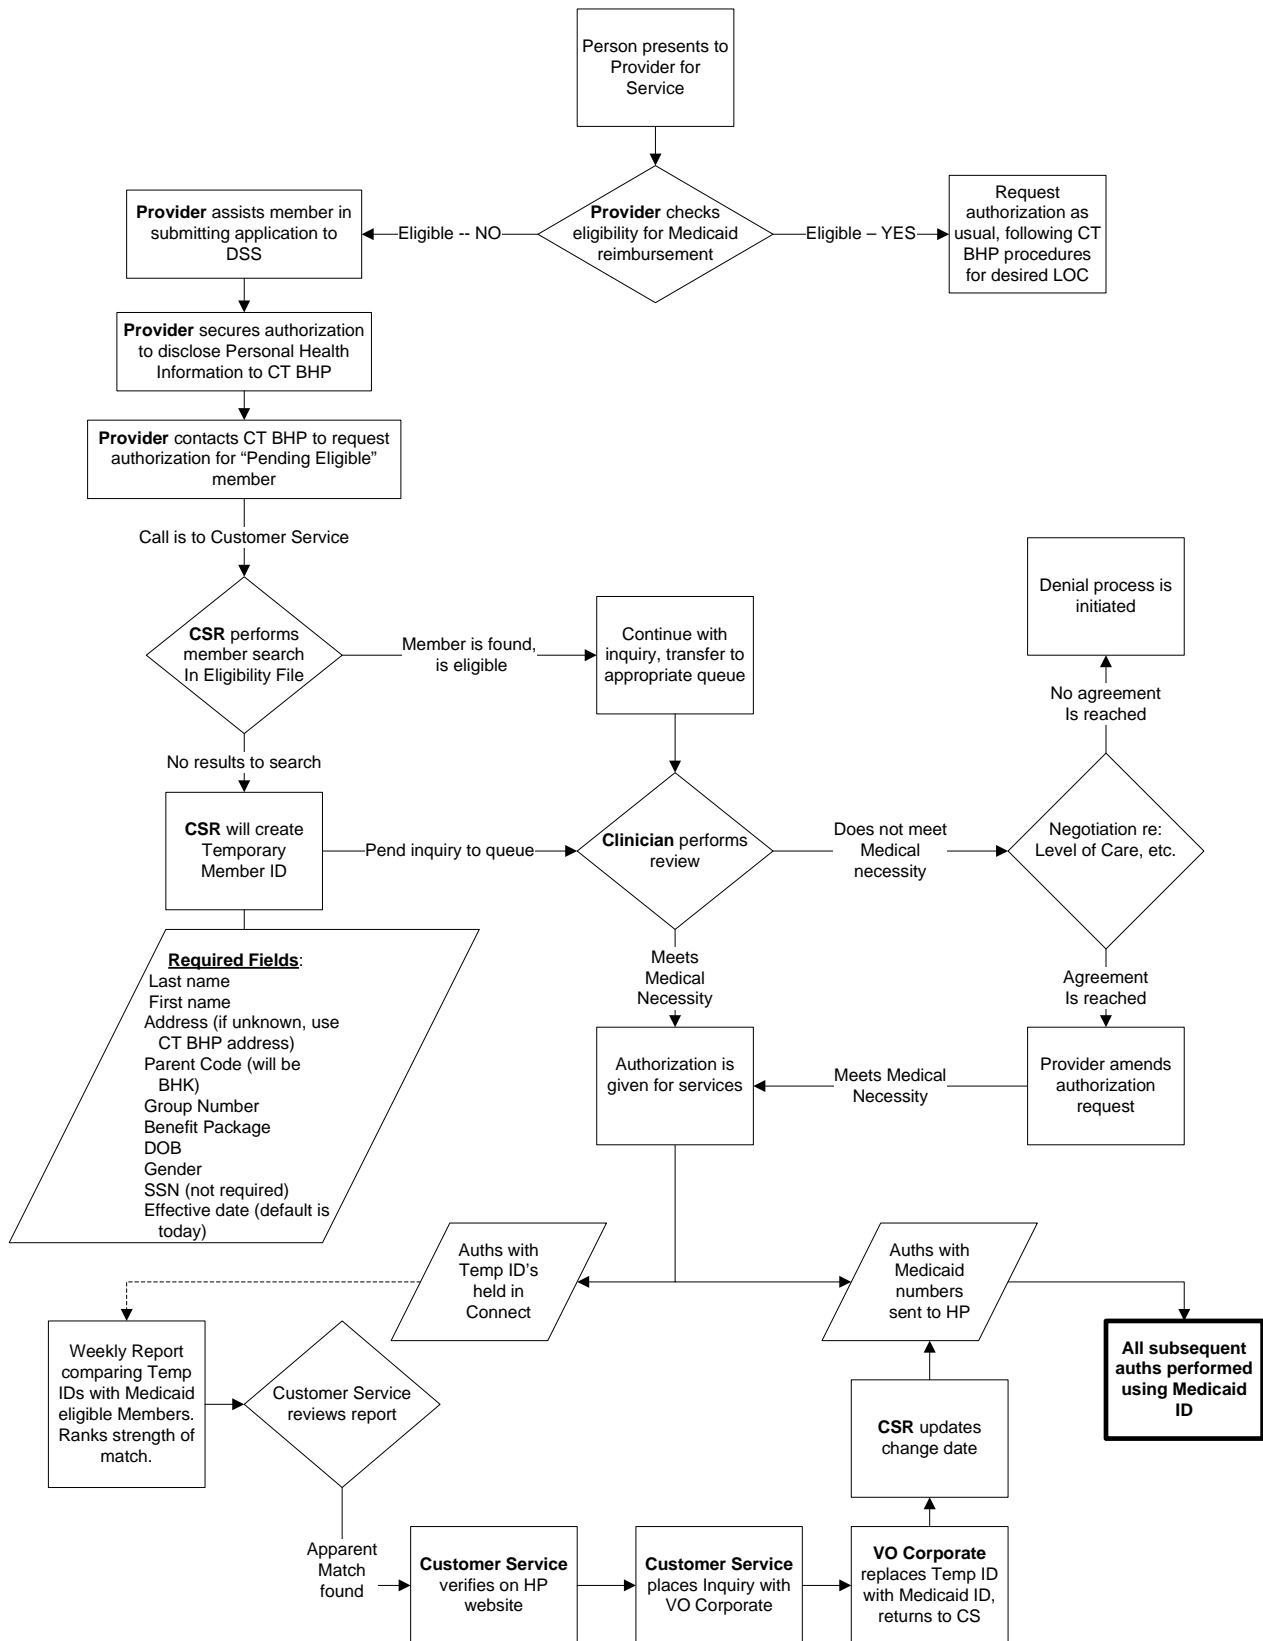 Person presents to
Provider for
Service
Provider assists member in
submitting application to
DSS
Eligible -- NO
Provider checks
eligibility for Medicaid
reimbursement
Eligible – YES
Request
authorization as
usual, following CT
BHP procedures
for desired LOC
Provider secures authorization
to disclose Personal Health
Information to CT BHP
Provider contacts CT BHP to request
authorization for “Pending Eligible”
member
Call is to Customer Service
CSR performs
member search
In Eligibility File
Member is found,
is eligible
Continue with
inquiry, transfer to
appropriate queue
Denial process is
initiated
No agreement
Is reached
No results to search
CSR will create
Temporary
Member ID
Pend inquiry to queue
Clinician performs
review
Does not meet
Medical
necessity
Negotiation re:
Level of Care, etc.
Required Fields:
Last name
First name
Address (if unknown, use
CT BHP address)
Parent Code (will be
BHK)
Group Number
Benefit Package
DOB
Gender
SSN (not required)
Effective date (default is
today)
Meets
Medical
Necessity
Agreement
Is reached
Authorization is
given for services
Meets Medical
Necessity
Provider amends
authorization
request
Auths with
Temp ID’s
held in
Connect
Auths with
Medicaid
numbers
sent to HP
Weekly Report
comparing Temp
IDs with Medicaid
eligible Members.
Ranks strength of
match.
Customer Service
reviews report
CSR updates
change date
All subsequent
auths performed
using Medicaid
ID
Apparent
Match
found
Customer Service
verifies on HP
website
Customer Service
places Inquiry with
VO Corporate
VO Corporate
replaces Temp ID
with Medicaid ID,
returns to CS